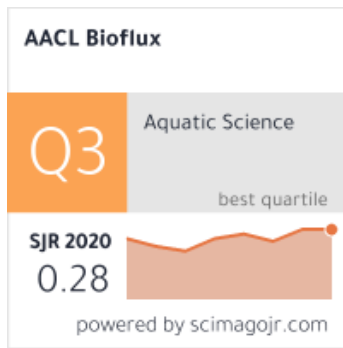 AACL Bioflux
Q3
Aquatic Science
best quartile
SJR 2020
0.28
powered by scimagojr.com